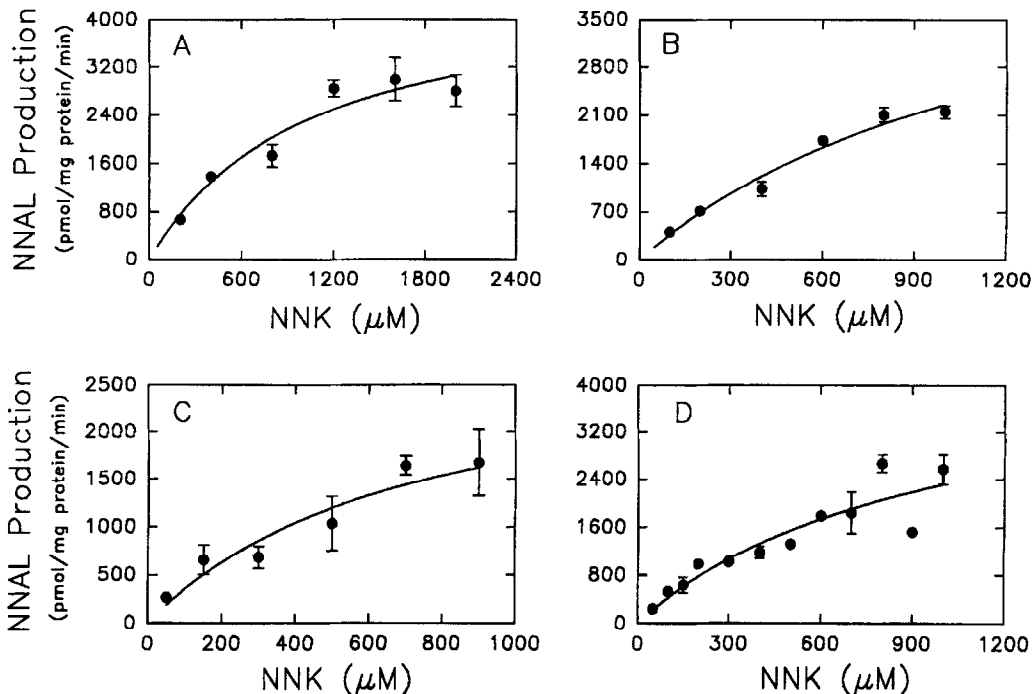 A
NNAL Production
(pmol/mg protein/min)
4000
3200
2400
1600
800
0
0 600 1200 1800 2400
NNK (μM)
B
3500
2800
2100
1400
700
0
0 300 600 900 1200
NNK (μM)
C
NNAL Production
(pmol/mg protein/min)
2500
2000
1500
1000
500
0
0 200 400 600 800 1000
NNK (μM)
D
4000
3200
2400
1600
800
0
0 300 600 900 1200
NNK (μM)